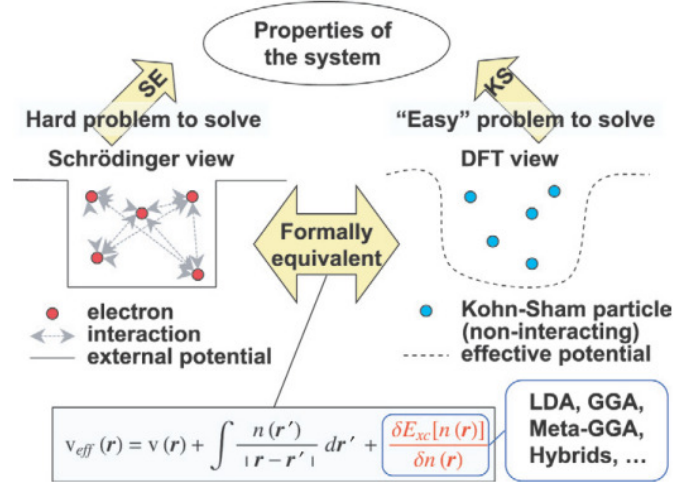 Properties of
the system
SE
KS
Hard problem to solve
"Easy" problem to solve
Schrödinger view
DFT view
Formally
equivalent
electron
interaction
external potential
Kohn-Sham particle
(non-interacting)
effective potential
v_eff (r) = v (r) + ∫ n (r′) / | r − r′ | dr′ + δE_xc[n (r)] / δn (r)
LDA, GGA,
Meta-GGA,
Hybrids, ...